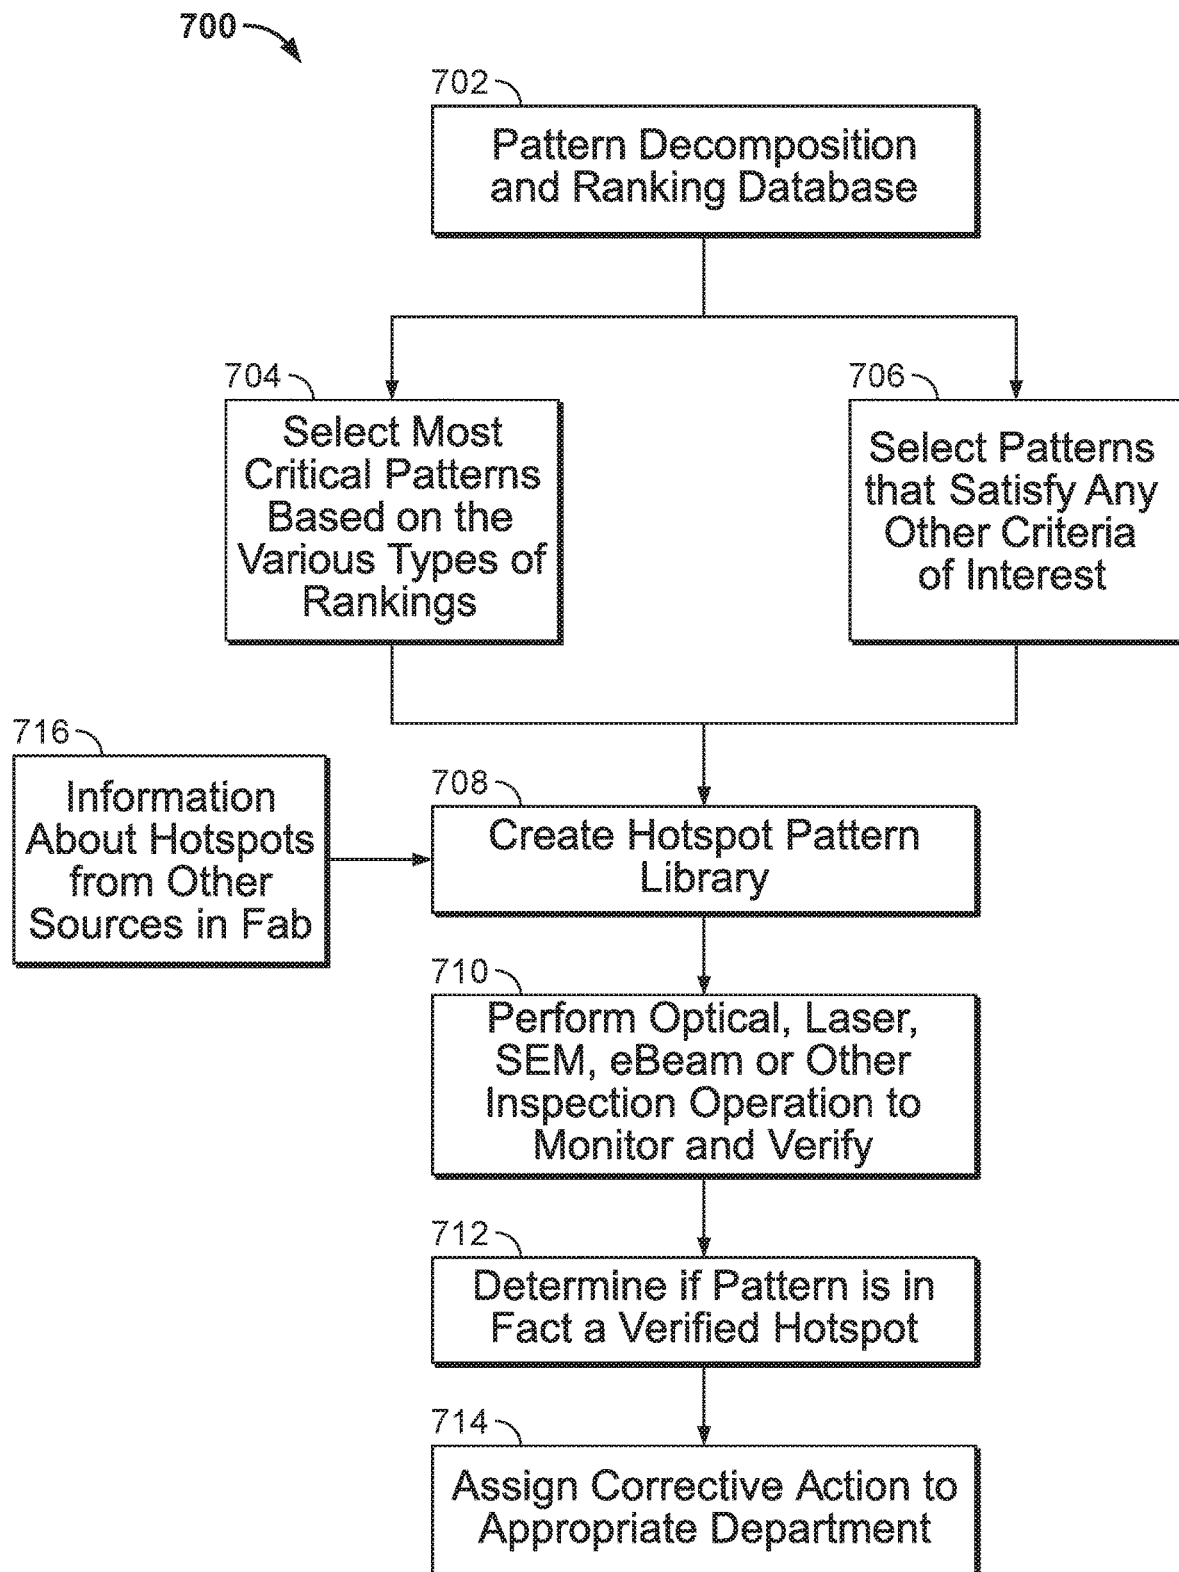 700
702
Pattern Decomposition
and Ranking Database
704
Select Most
Critical Patterns
Based on the
Various Types of
Rankings
706
Select Patterns
that Satisfy Any
Other Criteria
of Interest
716
Information
About Hotspots
from Other
Sources in Fab
708
Create Hotspot Pattern
Library
710
Perform Optical, Laser,
SEM, eBeam or Other
Inspection Operation to
Monitor and Verify
712
Determine if Pattern is in
Fact a Verified Hotspot
714
Assign Corrective Action to
Appropriate Department